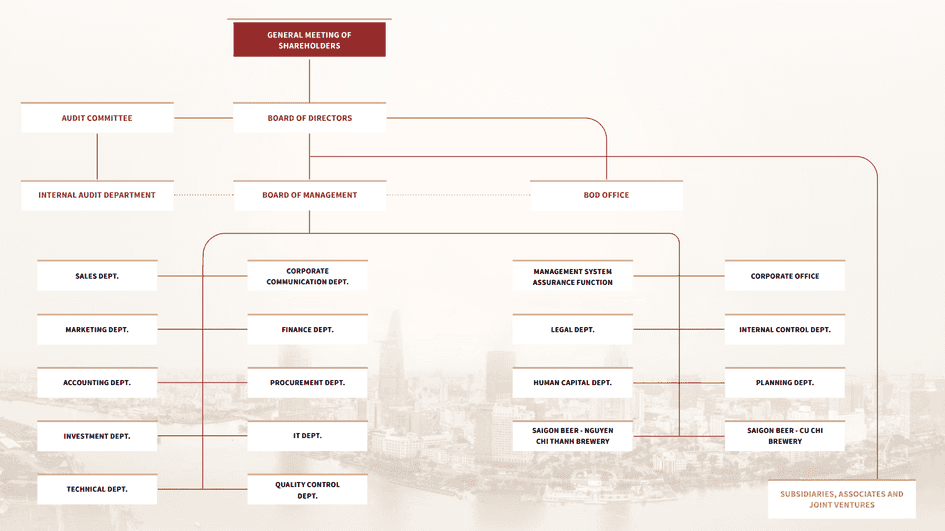 GENERAL MEETING OF
SHAREHOLDERS
AUDIT COMMITTEE
BOARD OF DIRECTORS
INTERNAL AUDIT DEPARTMENT
BOARD OF MANAGEMENT
BOD OFFICE
SALES DEPT.
CORPORATE
COMMUNICATION DEPT.
MANAGEMENT SYSTEM
ASSURANCE FUNCTION
CORPORATE OFFICE
MARKETING DEPT.
FINANCE DEPT.
LEGAL DEPT.
INTERNAL CONTROL DEPT.
ACCOUNTING DEPT.
PROCUREMENT DEPT.
HUMAN CAPITAL DEPT.
PLANNING DEPT.
INVESTMENT DEPT.
IT DEPT.
SAIGON BEER - NGUYEN
CHI THANH BREWERY
SAIGON BEER - CU CHI
BREWERY
TECHNICAL DEPT.
QUALITY CONTROL
DEPT.
SUBSIDIARIES, ASSOCIATES AND
JOINT VENTURES